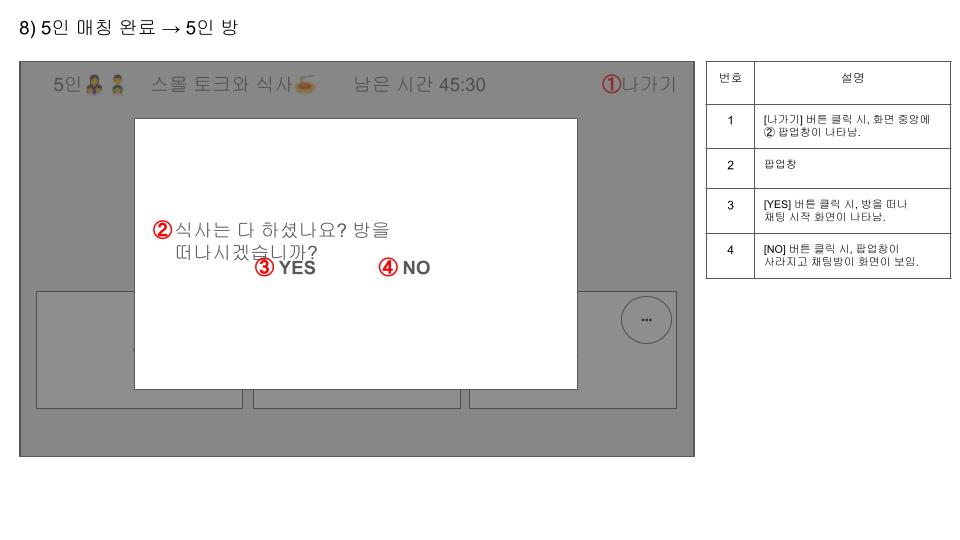 8) 5인 매칭 완료 → 5인 방
5인👩‍👧👨‍👦 스몰 토크와 식사🍝 남은 시간 45:30 ①나가기
②식사는 다 하셨나요? 방을
떠나시겠습니까?
③ YES ④ NO
...
번호 설명
1 [나가기] 버튼 클릭 시, 화면 중앙에
② 팝업창이 나타남.
2 팝업창
3 [YES] 버튼 클릭 시, 방을 떠나
채팅 시작 화면이 나타남.
4 [NO] 버튼 클릭 시, 팝업창이
사라지고 채팅방이 화면이 보임.